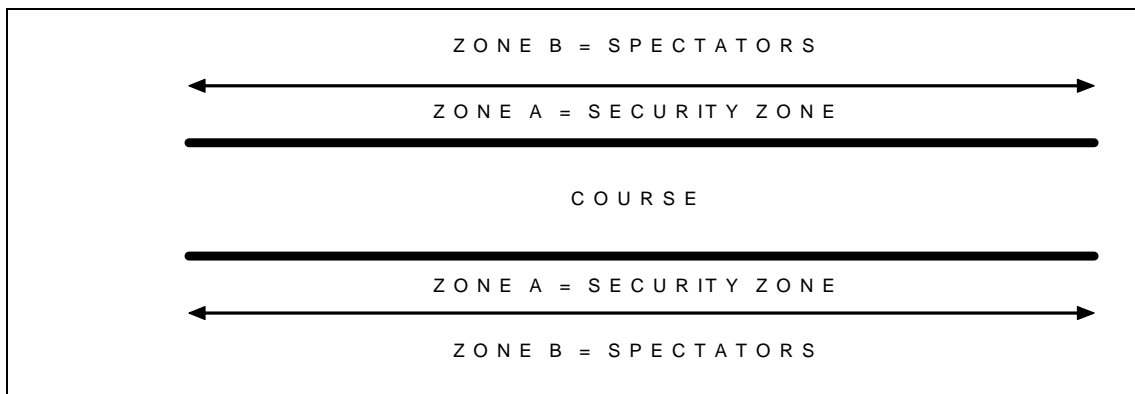 ZONE B = SPECTATORS
ZONE A = SECURITY ZONE
COURSE
ZONE A = SECURITY ZONE
ZONE B = SPECTATORS